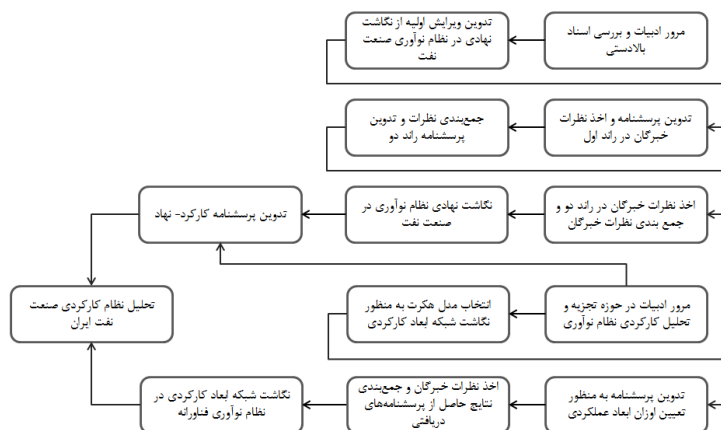 مرور ادبیات و بررسی اسناد
بالادستی
تدوین ویرایش اولیه از نگاشت
نهادی در نظام نوآوری صنعت
نفت
تدوین پرسشنامه و اخذ نظرات
خبرگان در راند اول
جمع‌بندی نظرات و تدوین
پرسشنامه راند دو
اخذ نظرات خبرگان در راند دو و
جمع بندی نظرات خبرگان
نگاشت نهادی نظام نوآوری در
صنعت نفت
تدوین پرسشنامه کارکرد- نهاد
مرور ادبیات در حوزه تجزیه و
تحلیل کارکردی نظام نوآوری
انتخاب مدل هکرت به منظور
نگاشت شبکه ابعاد کارکردی
تحلیل نظام کارکردی صنعت
نفت ایران
تدوین پرسشنامه به منظور
تعیین اوزان ابعاد عملکردی
اخذ نظرات خبرگان و جمع‌بندی
نتایج حاصل از پرسشنامه‌های
دریافتی
نگاشت شبکه ابعاد کارکردی در
نظام نوآوری فناورانه